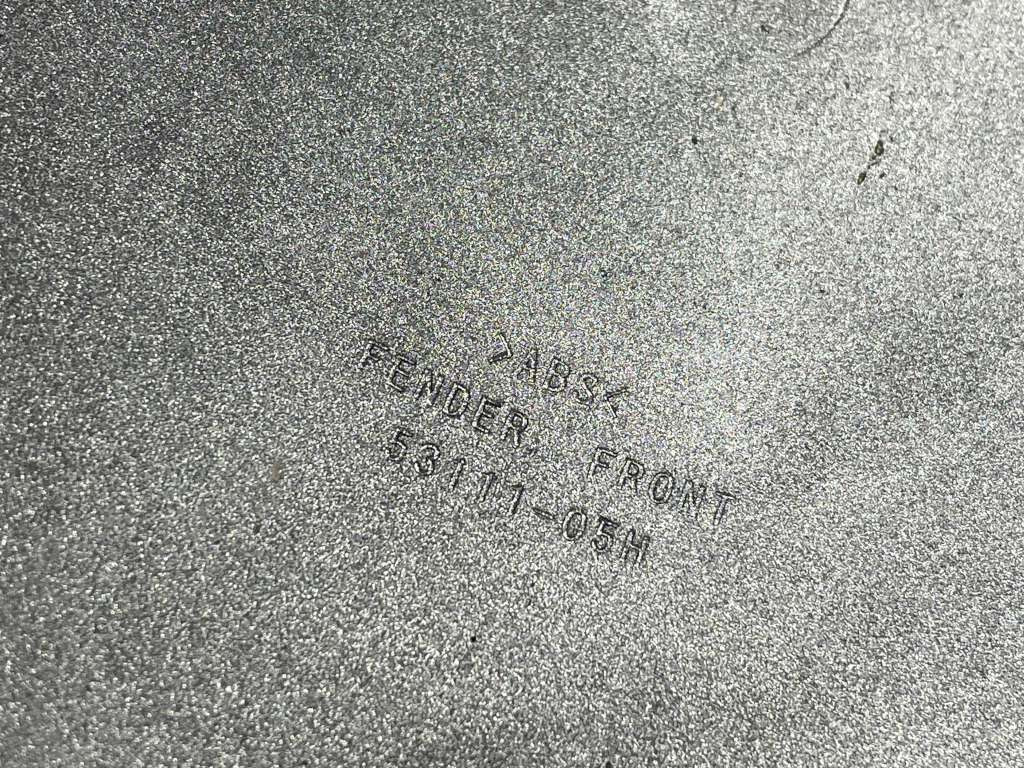 >ABS<
FENDER, FRONT
53111-05H